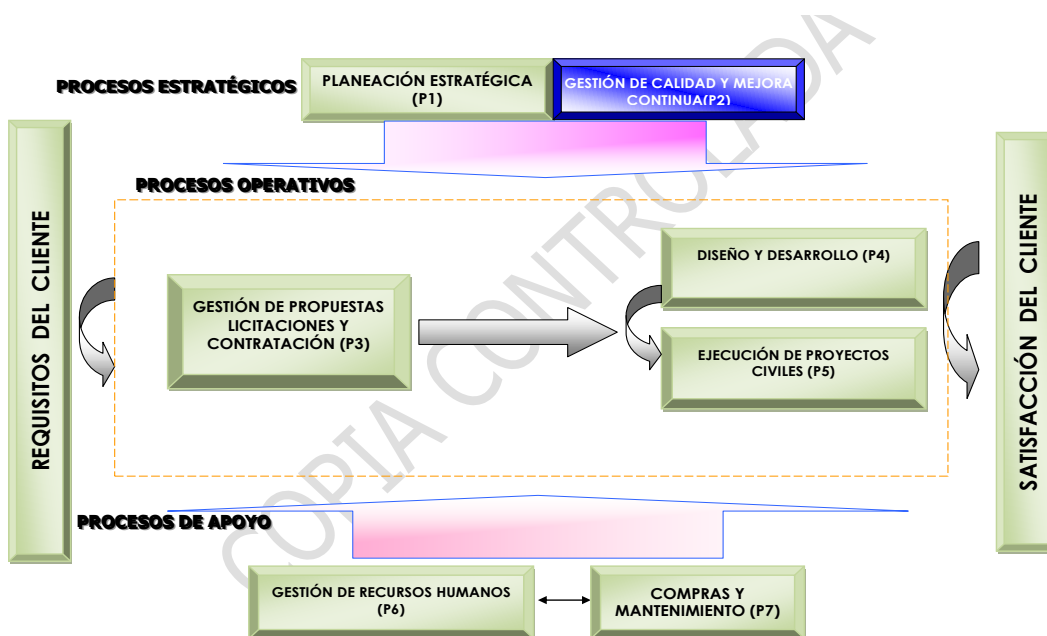 PROCESOS ESTRATÉGICOS
PLANEACIÓN ESTRATÉGICA
(P1)
GESTIÓN DE CALIDAD Y MEJORA
CONTINUA(P2)
PROCESOS OPERATIVOS
REQUISITOS DEL CLIENTE
GESTIÓN DE PROPUESTAS
LICITACIONES Y
CONTRATACIÓN (P3)
DISEÑO Y DESARROLLO (P4)
EJECUCIÓN DE PROYECTOS
CIVILES (P5)
SATISFACCIÓN DEL CLIENTE
PROCESOS DE APOYO
GESTIÓN DE RECURSOS HUMANOS
(P6)
COMPRAS Y
MANTENIMIENTO (P7)
COPIA CONTROLADA